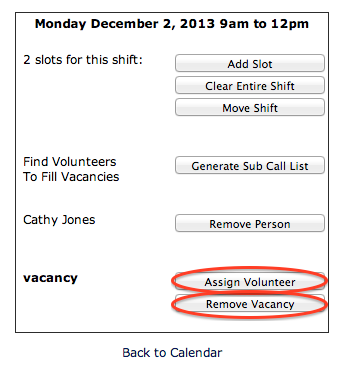 Monday December 2, 2013 9am to 12pm
2 slots for this shift:
Add Slot
Clear Entire Shift
Move Shift
Find Volunteers
To Fill Vacancies
Generate Sub Call List
Cathy Jones
Remove Person
vacancy
Assign Volunteer
Remove Vacancy
Back to Calendar